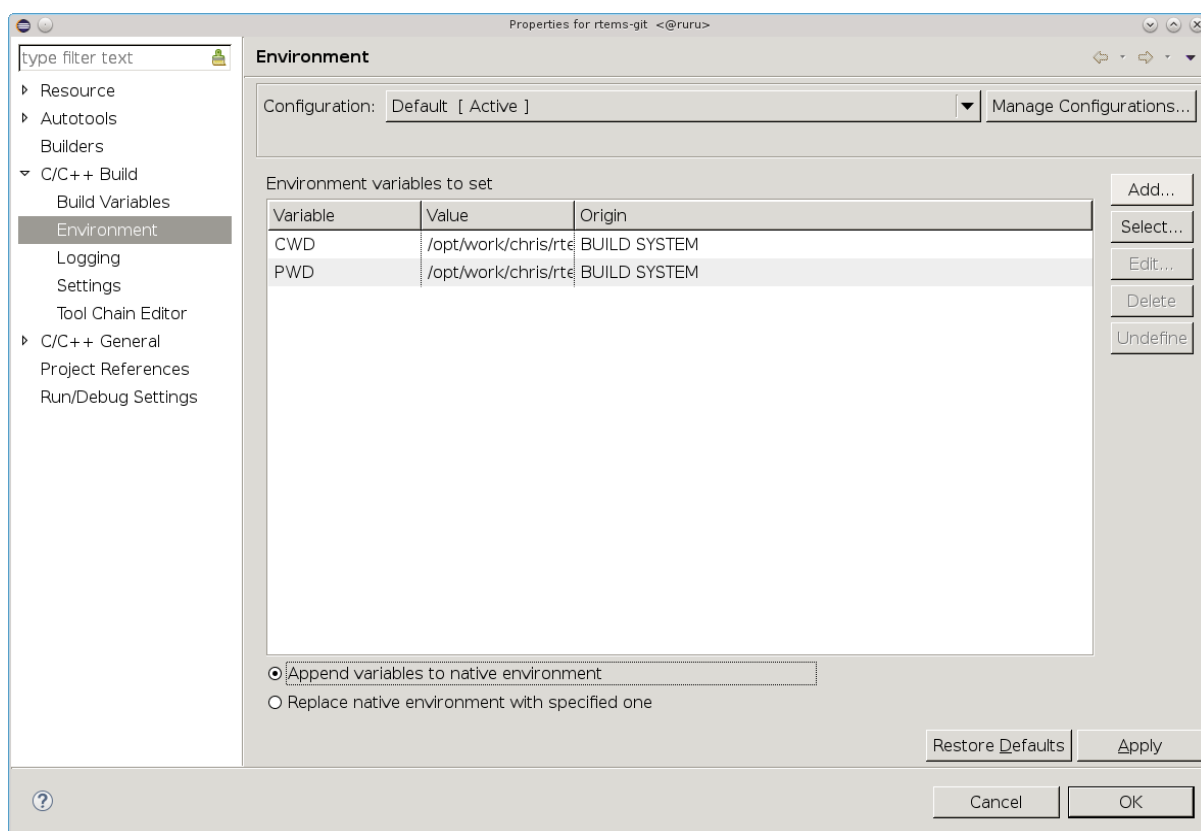 Properties for rtems-git <@ruru>
type filter text
Environment
Resource
Autotools
Builders
C/C++ Build
Build Variables
Environment
Logging
Settings
Tool Chain Editor
C/C++ General
Project References
Run/Debug Settings
Configuration: Default [ Active ] Manage Configurations...
Environment variables to set
Variable Value Origin
CWD /opt/work/chris/rte BUILD SYSTEM
PWD /opt/work/chris/rte BUILD SYSTEM
Add...
Select...
Edit...
Delete
Undefine
Append variables to native environment
Replace native environment with specified one
Restore Defaults Apply
? Cancel OK